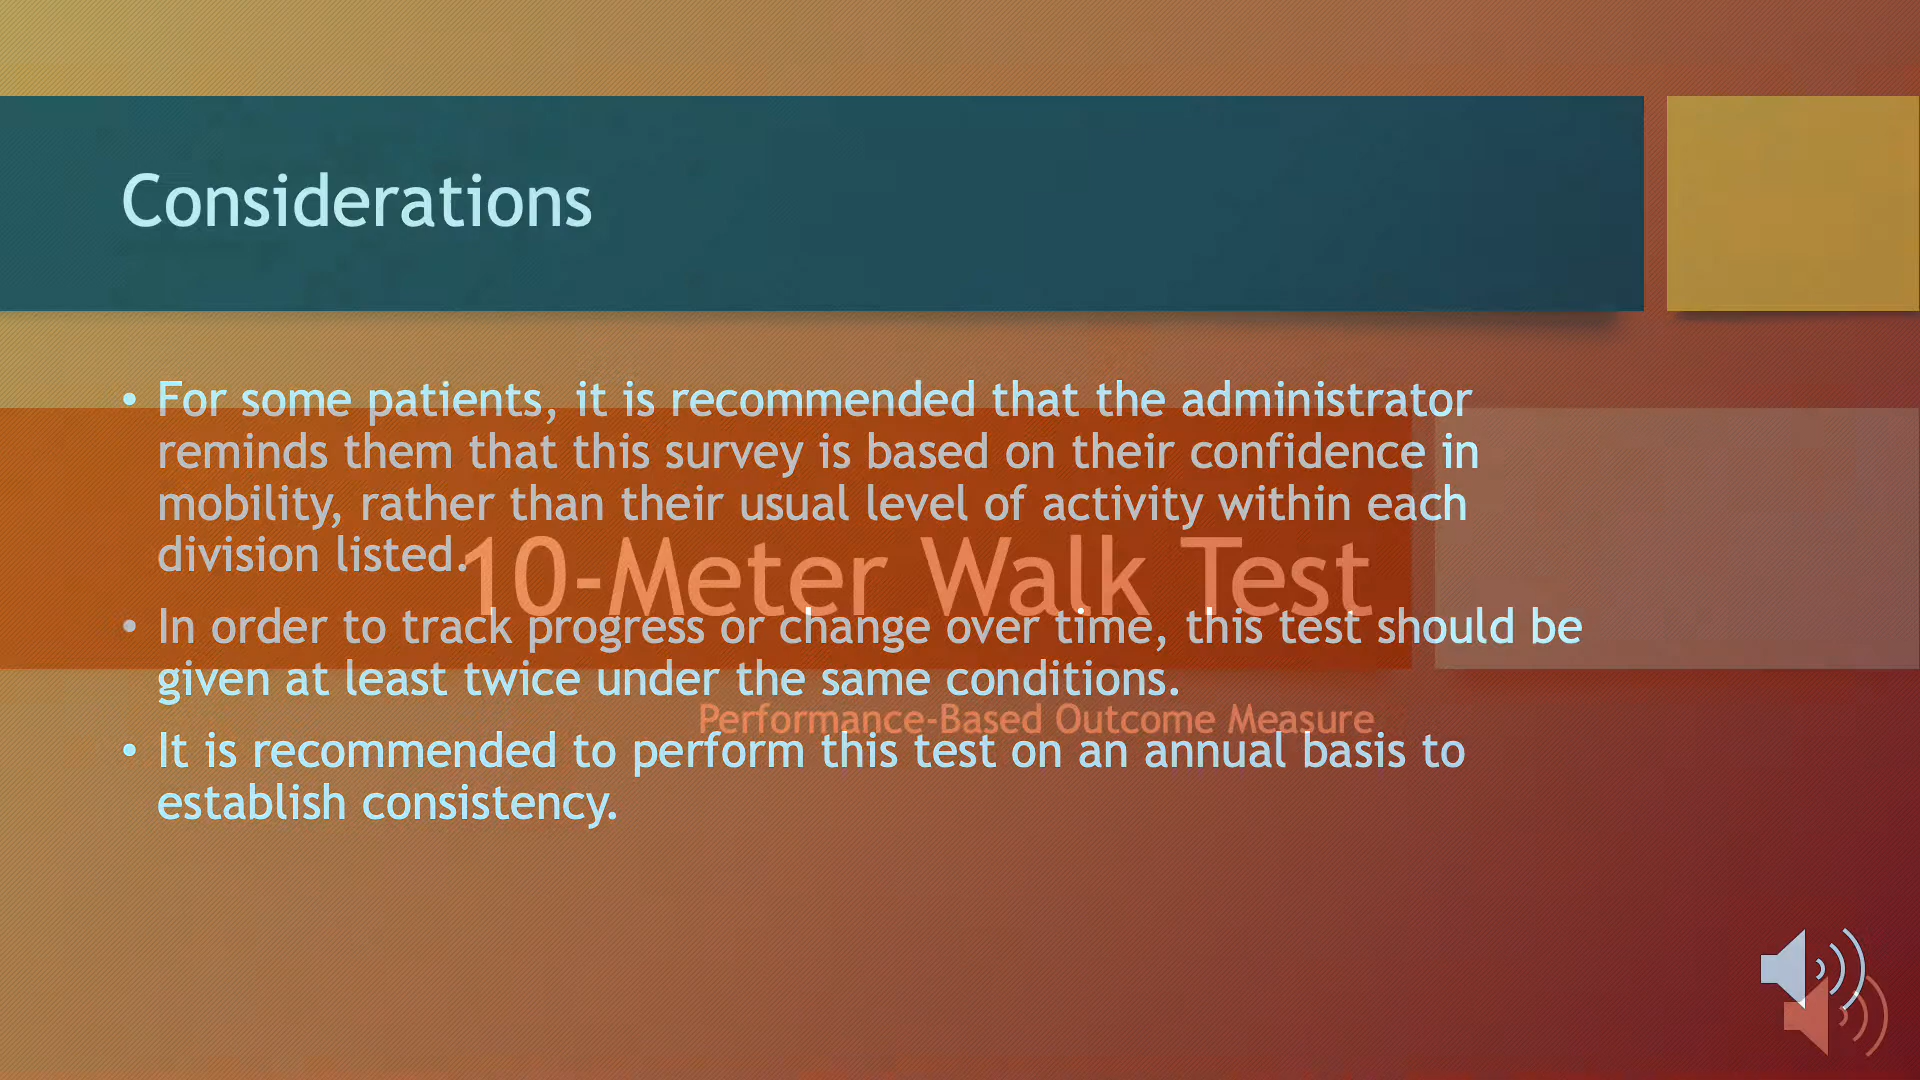 Considerations
• For some patients, it is recommended that the administrator
reminds them that this survey is based on their confidence in
mobility, rather than their usual level of activity within each
division listed.
10-Meter Walk Test
• In order to track progress or change over time, this test should be
given at least twice under the same conditions.
Performance-Based Outcome Measure
• It is recommended to perform this test on an annual basis to
establish consistency.